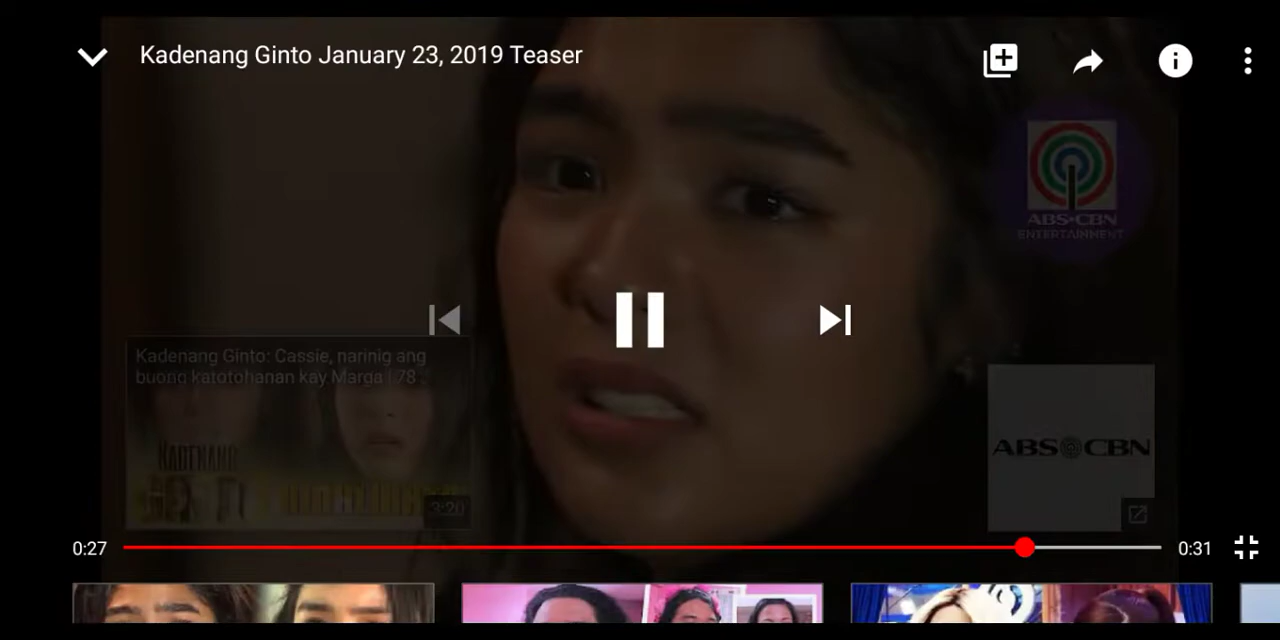 Kadenang Ginto January 23, 2019 Teaser
ABS-CBN
ENTERTAINMENT
Kadenang Ginto: Cassie, narinig ang
buong katotohanan kay Marga | 78
KADENANG
3:20
ABS CBN
0:27
0:31